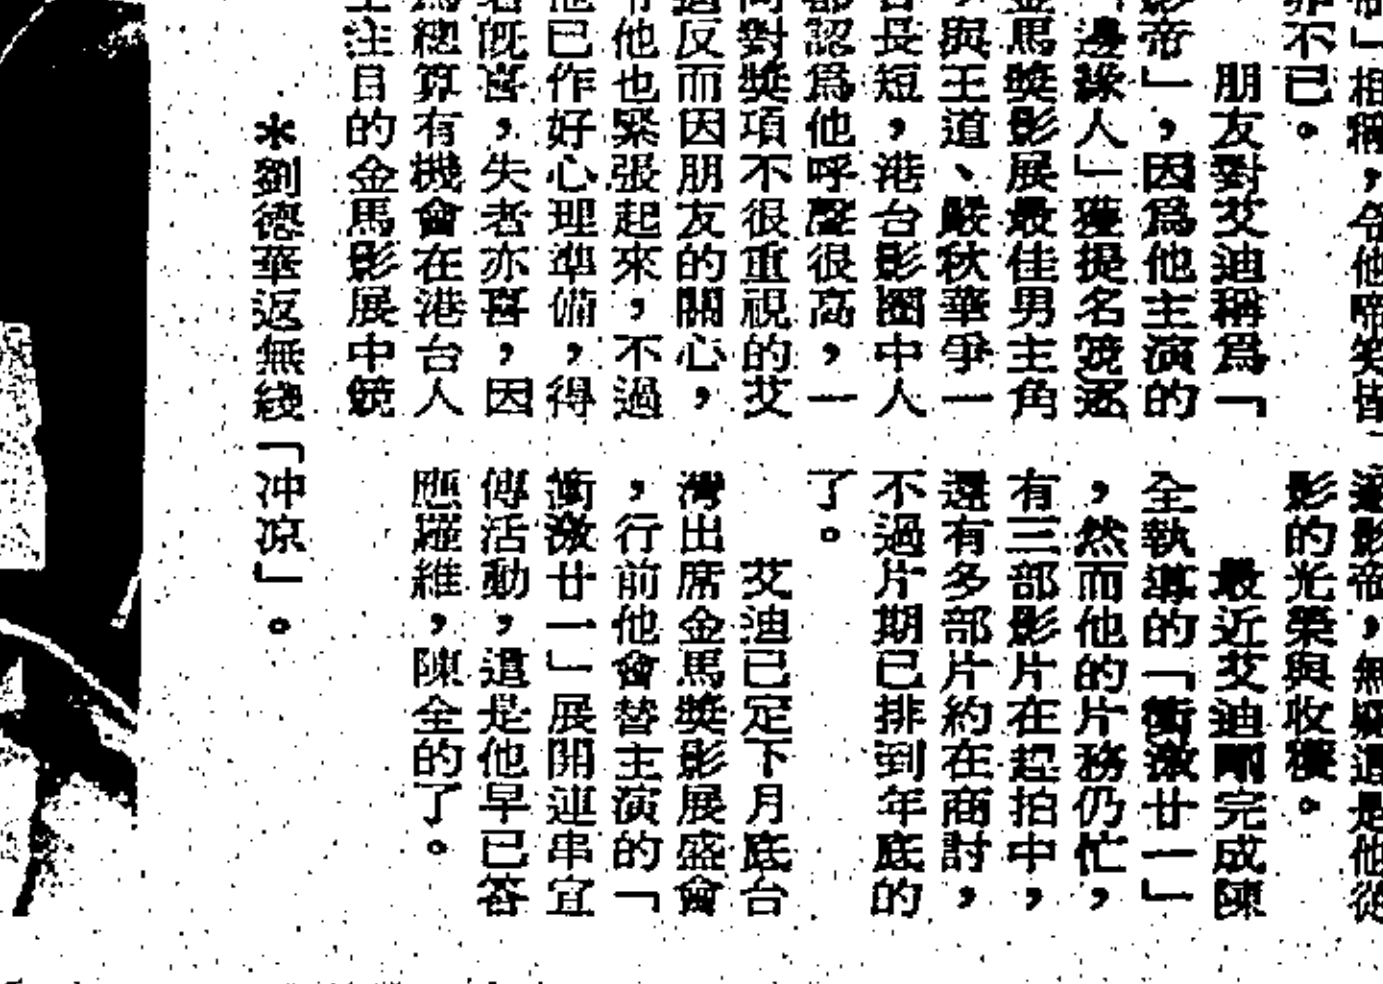 帝」相稱，令他啼笑皆
非不已。
朋友對艾迪稱爲「
影帝」，因爲他主演的
邊緣人」獲提名競逐
金馬獎影展最佳男主角
，與王道、嚴秋華爭一
日長短，港台影圈中人
都認爲他呼聲很高，一
向對獎項不很重視的艾
迪反而因朋友的關心，
令他也緊張起來，不過
他已作好心理準備，得
者旣喜，失者亦喜，因
爲總算有機會在港台人
士注目的金馬影展中競
影帝，無疑這是他從
影的光榮與收穫。
最近艾迪剛完成陳
全執導的「衝激廿一」
，然而他的片務仍忙，
有三部影片在趕拍中，
還有多部片約在商討，
不過片期已排到年底的
了。
艾迪已定下月底台
灣出席金馬獎影展盛會
，行前他會替主演的「
衝激廿一」展開連串宣
傳活動，這是他早已答
應羅維，陳全的了。
＊劉德華返無綫「冲凉」。